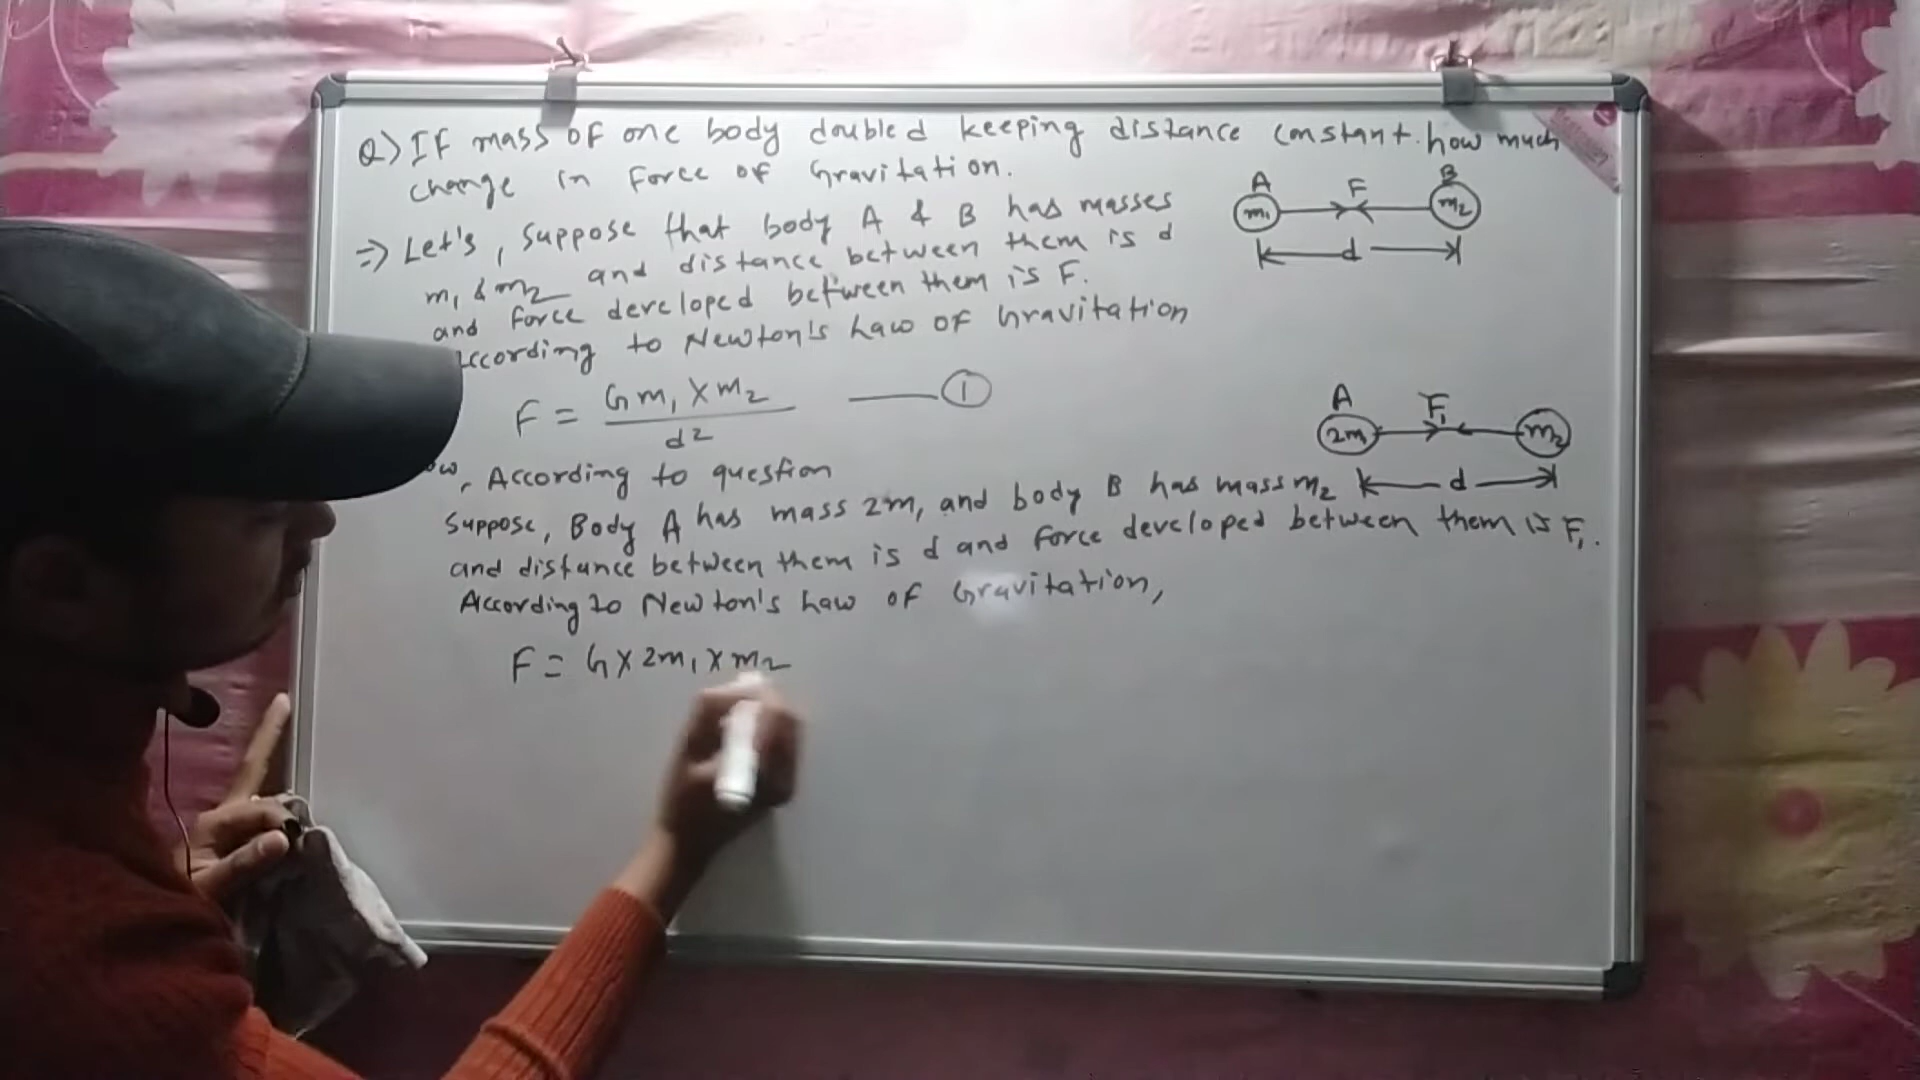 Q) If mass of one body doubled keeping distance constant. how much
change in Force of Gravitation.
⇒ Let's, Suppose that body A & B has masses
m₁ & m₂ and distance between them is d
and force developed between them is F.
According to Newton's Law of Gravitation
F = Gm₁ X m₂ / d² —— ①
A F B
m₁ m₂
d
ow, According to question
Suppose, Body A has mass 2m₁ and body B has mass m₂
and distance between them is d and force developed between them is F₁.
According to Newton's Law of Gravitation,
A F₁
2m₁ m₂
d
F = G X 2m₁ X m₂